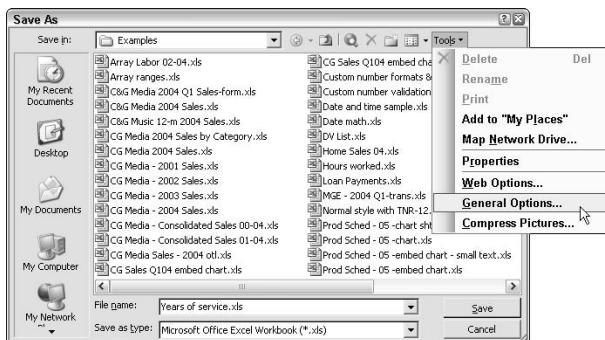 Save As
Save in:
Examples
Tools
My Recent
Documents
Desktop
My Documents
My Computer
My Network
Array Labor 02-04.xls
Array ranges.xls
C&G Media 2004 Q1 Sales-form.xls
C&G Media 2004 Sales.xls
C&G Music 12-m 2004 Sales.xls
CG Media 2004 Sales by Category.xls
CG Media 2004 Sales.xls
CG Media - 2001 Sales.xls
CG Media - 2002 Sales.xls
CG Media - 2003 Sales.xls
CG Media - 2004 Sales.xls
CG Media - Consolidated Sales 00-04.xls
CG Media - Consolidated Sales 01-04.xls
CG Media Sales - 2004 otl.xls
CG Sales Q104 embed chart.xls
CG Sales Q104 embed cha
Custom number formats &
Custom number validation
Date and time sample.xls
Date math.xls
DV List.xls
Home Sales 04.xls
Hours worked.xls
Loan Payments.xls
MGE - 2004 Q1-trans.xls
Normal style with TNR-12.
Prod Sched - 05 -chart sht
Prod Sched - 05 -embed ch
Prod Sched - 05 -embed chart - small text.xls
Prod Sched - 05 -embed chart.xls
Delete Del
Rename
Print
Add to "My Places"
Map Network Drive...
Properties
Web Options...
General Options...
Compress Pictures...
File name:
Years of service.xls
Save
Save as type:
Microsoft Office Excel Workbook (*.xls)
Cancel